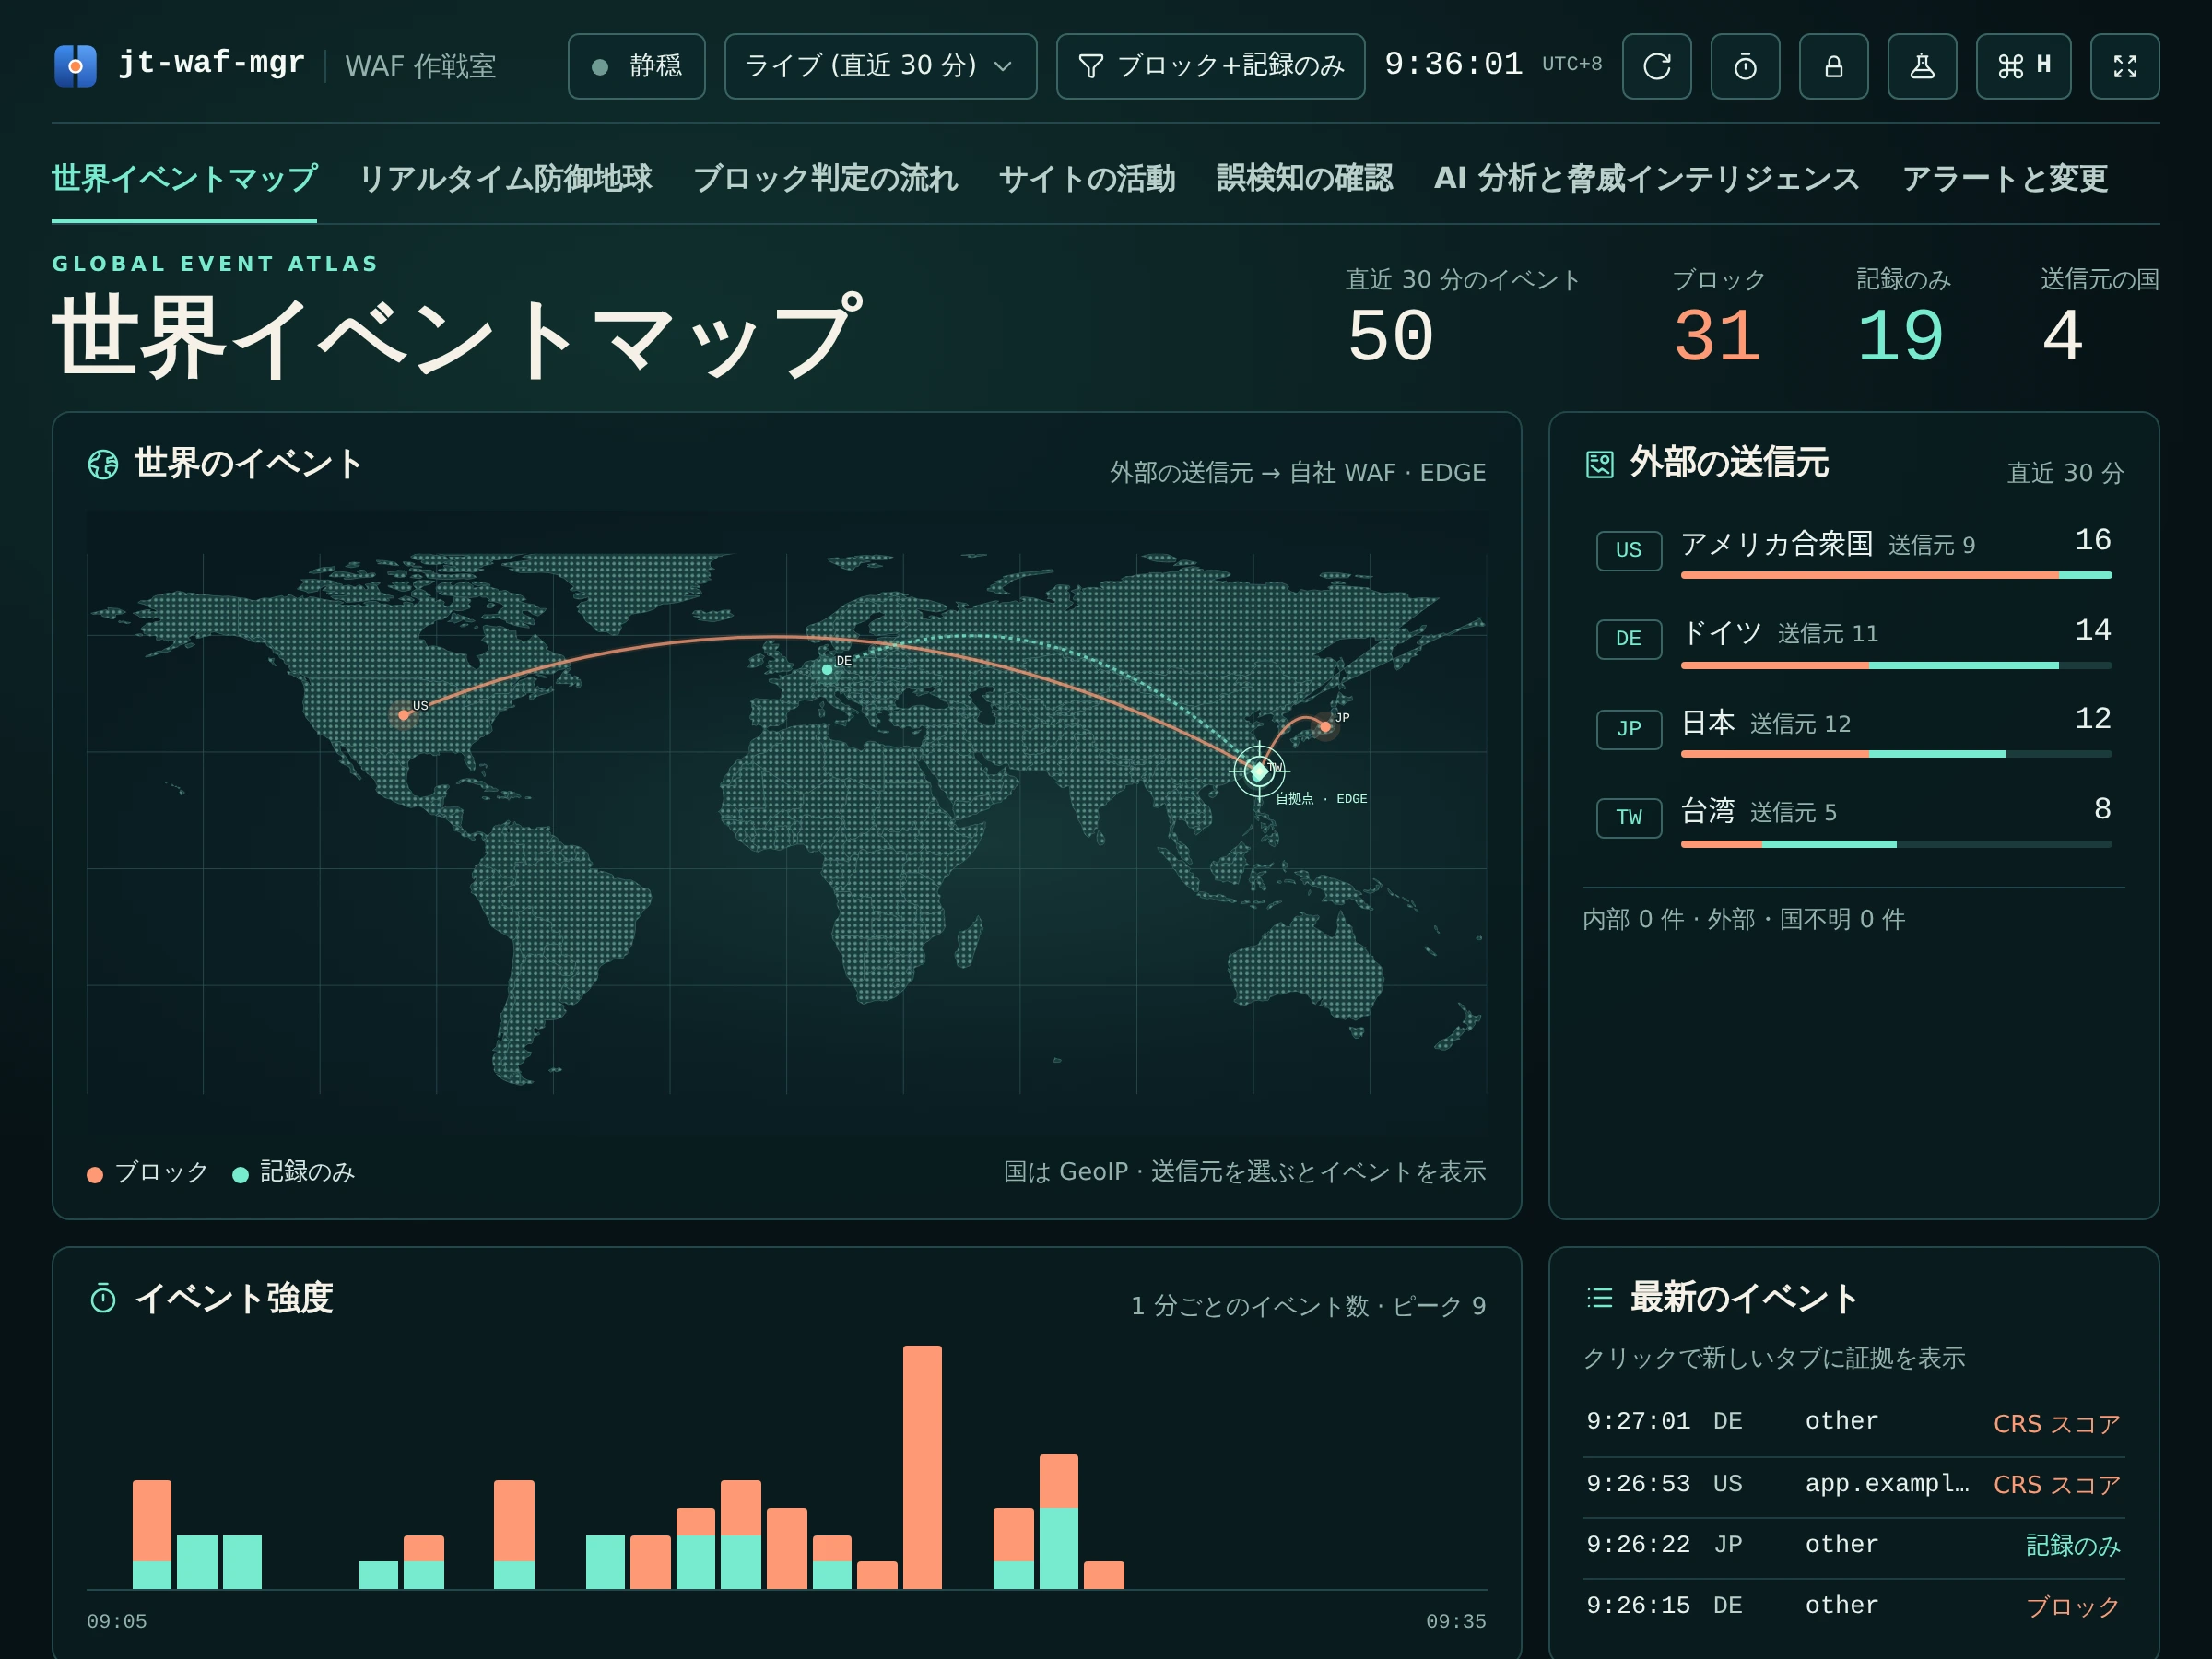 jt-waf-mgr WAF 作戦室 静穏 ライブ (直近 30 分) ブロック+記録のみ 9:36:01 UTC+8 ⌘ H
世界イベントマップ リアルタイム防御地球 ブロック判定の流れ サイトの活動 誤検知の確認 AI 分析と脅威インテリジェンス アラートと変更
GLOBAL EVENT ATLAS
世界イベントマップ
直近 30 分のイベント ブロック 記録のみ 送信元の国
50 31 19 4
世界のイベント
外部の送信元 → 自社 WAF · EDGE
DE
US
JP
TW
自拠点 · EDGE
ブロック 記録のみ
国は GeoIP · 送信元を選ぶとイベントを表示
外部の送信元 直近 30 分
US アメリカ合衆国 送信元 9 16
DE ドイツ 送信元 11 14
JP 日本 送信元 12 12
TW 台湾 送信元 5 8
内部 0 件 · 外部・国不明 0 件
イベント強度
1 分ごとのイベント数 · ピーク 9
09:05 09:35
最新のイベント
クリックで新しいタブに証拠を表示
9:27:01 DE other CRS スコア
9:26:53 US app.exampl… CRS スコア
9:26:22 JP other 記録のみ
9:26:15 DE other ブロック